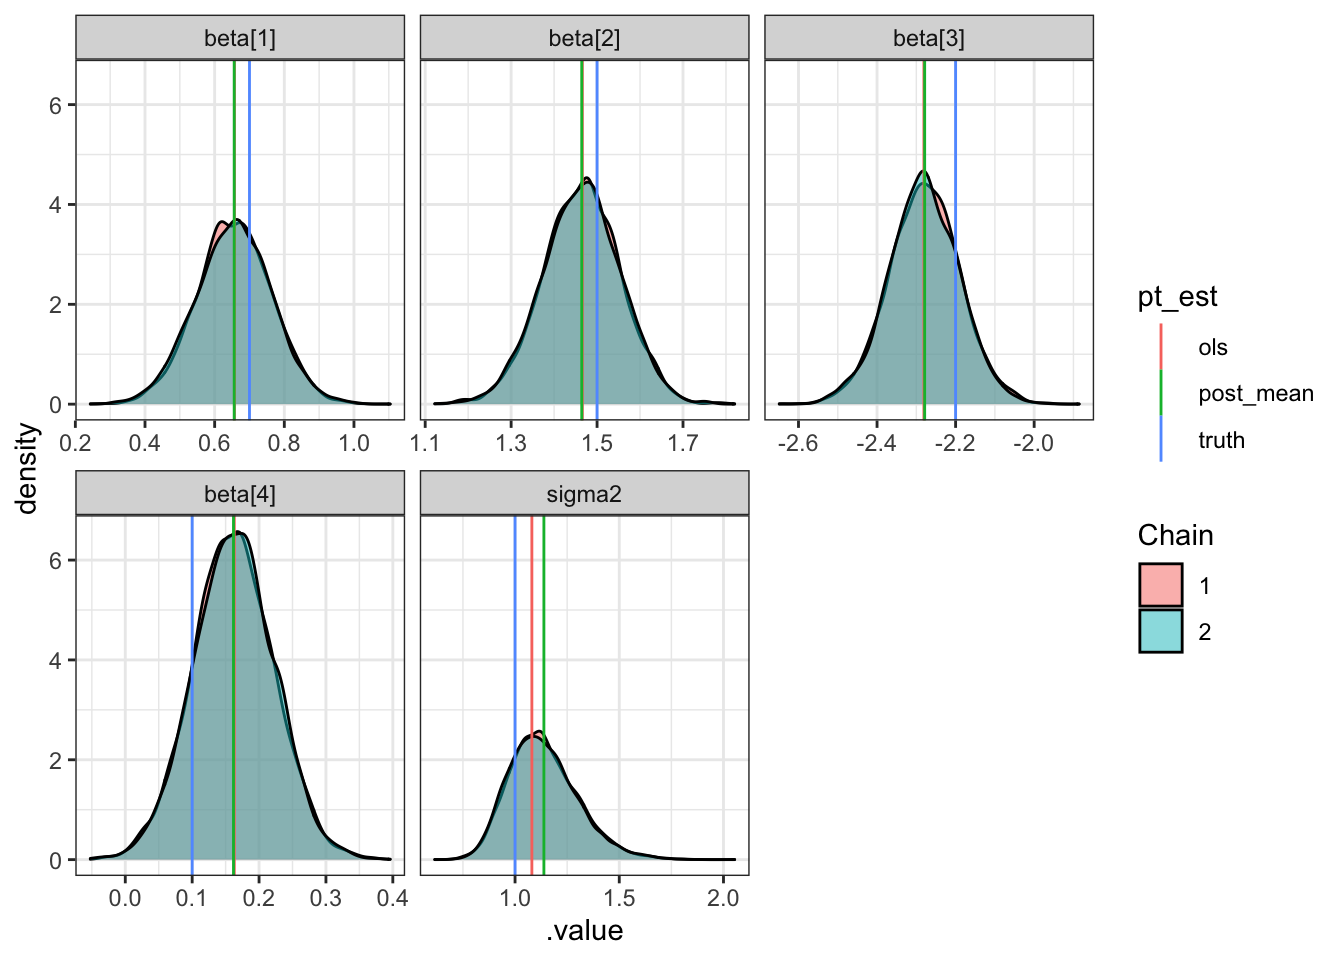 beta[1] beta[2] beta[3]
6
4
2
0
0.2 0.4 0.6 0.8 1.0 1.1 1.3 1.5 1.7 -2.6 -2.4 -2.2 -2.0
beta[4] sigma2
6
4
2
0
0.0 0.1 0.2 0.3 0.4 1.0 1.5 2.0
density
.value
pt_est
ols
post_mean
truth
Chain
1
2